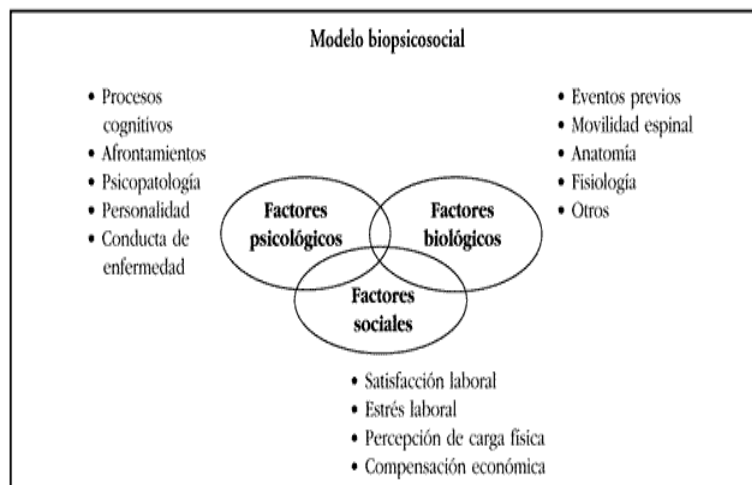 Modelo biopsicosocial
• Procesos
cognitivos
• Afrontamientos
• Psicopatología
• Personalidad
• Conducta de
enfermedad
• Eventos previos
• Movilidad espinal
• Anatomía
• Fisiología
• Otros
Factores
psicológicos
Factores
biológicos
Factores
sociales
• Satisfacción laboral
• Estrés laboral
• Percepción de carga física
• Compensación económica